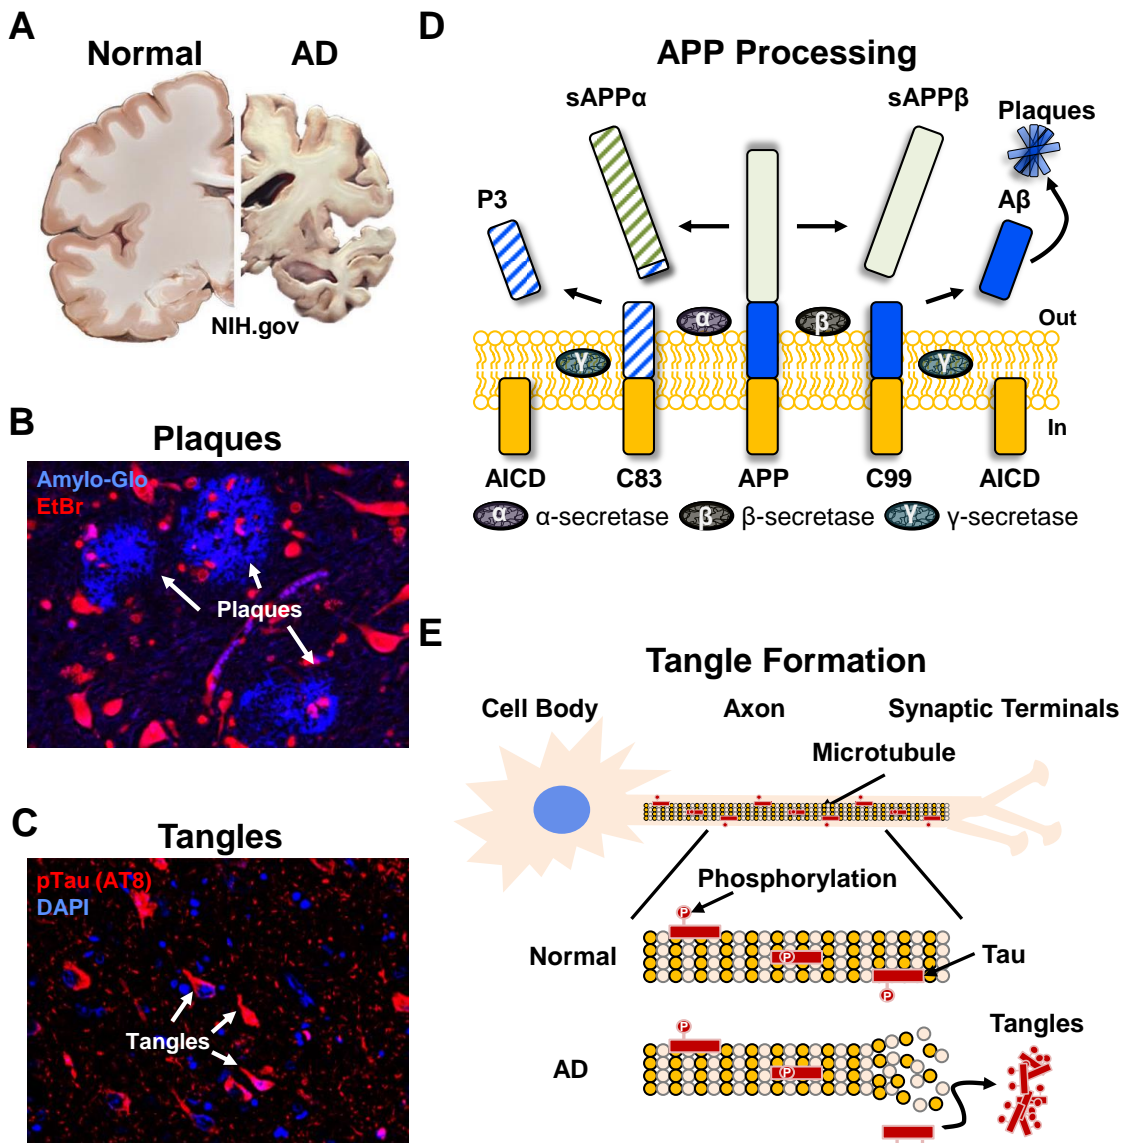 A
Normal
AD
NIH.gov
B
Plaques
Amylo-Glo
EtBr
Plaques
C
Tangles
pTau (AT8)
DAPI
Tangles
D
APP Processing
sAPPα
sAPPβ
Plaques
P3
Aβ
α
β
Out
γ
γ
In
AICD
C83
APP
C99
AICD
α
α-secretase
β
β-secretase
γ
γ-secretase
E
Tangle Formation
Cell Body
Axon
Synaptic Terminals
Microtubule
Phosphorylation
P
Normal
P
Tau
P
Tangles
P
AD
P